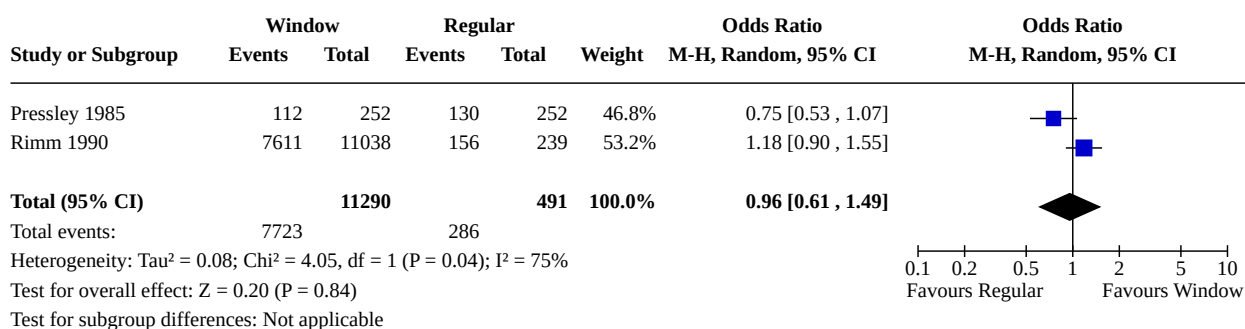 Window Regular Odds Ratio Odds Ratio
Study or Subgroup Events Total Events Total Weight M-H, Random, 95% CI M-H, Random, 95% CI
Pressley 1985 112 252 130 252 46.8% 0.75 [0.53 , 1.07]
Rimm 1990 7611 11038 156 239 53.2% 1.18 [0.90 , 1.55]
Total (95% CI) 11290 491 100.0% 0.96 [0.61 , 1.49]
Total events: 7723 286
Heterogeneity: Tau² = 0.08; Chi² = 4.05, df = 1 (P = 0.04); I² = 75%
0.1 0.2 0.5 1 2 5 10
Test for overall effect: Z = 0.20 (P = 0.84)
Favours Regular Favours Window
Test for subgroup differences: Not applicable